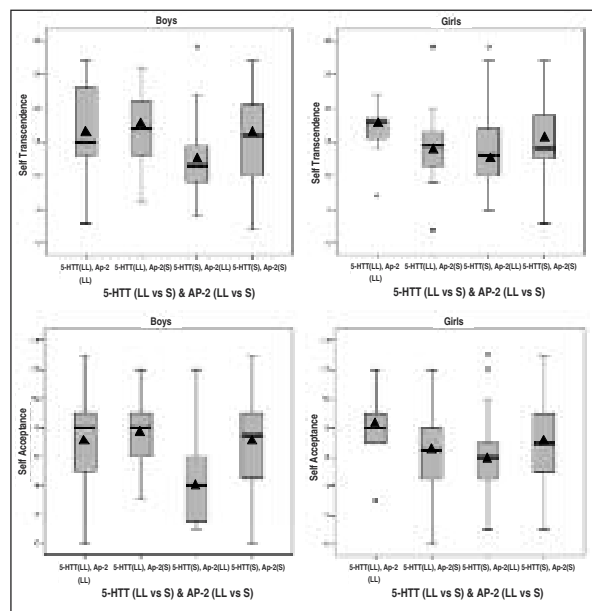 Boys
Self Transcendence
5-HTT(LL), Ap-2 (LL)
5-HTT(LL), Ap-2(S)
5-HTT(S), Ap-2(LL)
5-HTT(S), AP-2(S)
5-HTT (LL vs S) & AP-2 (LL vs S)
Girls
Self Transcendence
5-HTT(LL), Ap-2 (LL)
5-HTT(LL), Ap-2(S)
5-HTT(S), AP-2(LL)
5-HTT(S), AP-2(S)
5-HTT (LL vs S) & AP-2 (LL vs S)
Boys
Self Acceptance
5-HTT(LL), Ap-2 (LL)
5-HTT(LL), Ap-2(S)
5-HTT(S), Ap-2(LL)
5-HTT(S), AP-2(S)
5-HTT (LL vs S) & AP-2 (LL vs S)
Girls
Self Acceptance
5-HTT(LL), Ap-2 (LL)
5-HTT(LL), Ap-2(S)
5-HTT(S), AP-2(LL)
5-HTT(S), AP-2(S)
5-HTT (LL vs S) & AP-2 (LL vs S)